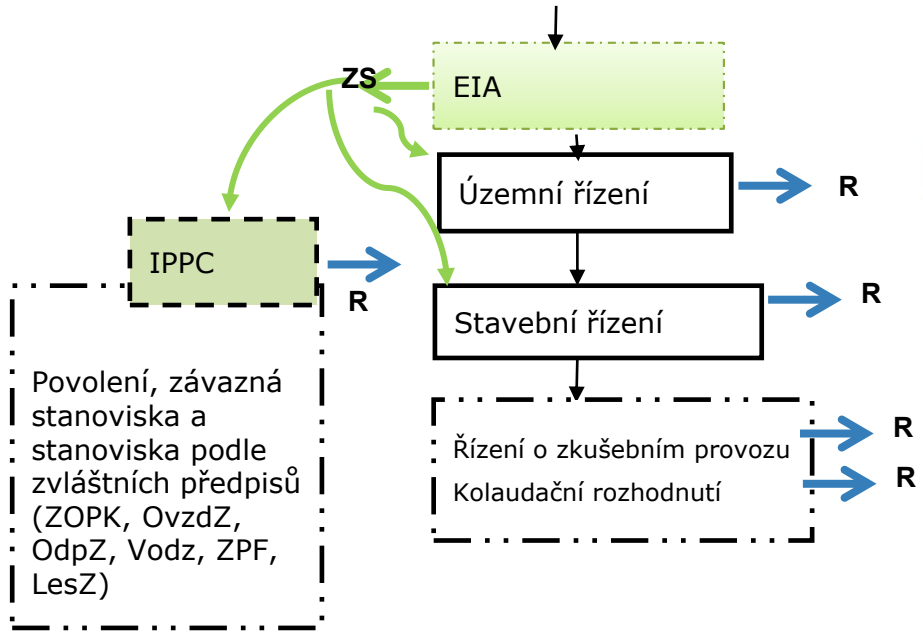 ZS
EIA
Územní řízení
R
IPPC
R
Stavební řízení
R
Povolení, závazná
stanoviska a
stanoviska podle
zvláštních předpisů
(ZOPK, OvzdZ,
OdpZ, Vodz, ZPF,
LesZ)
Řízení o zkušebním provozu
R
Kolaudační rozhodnutí
R